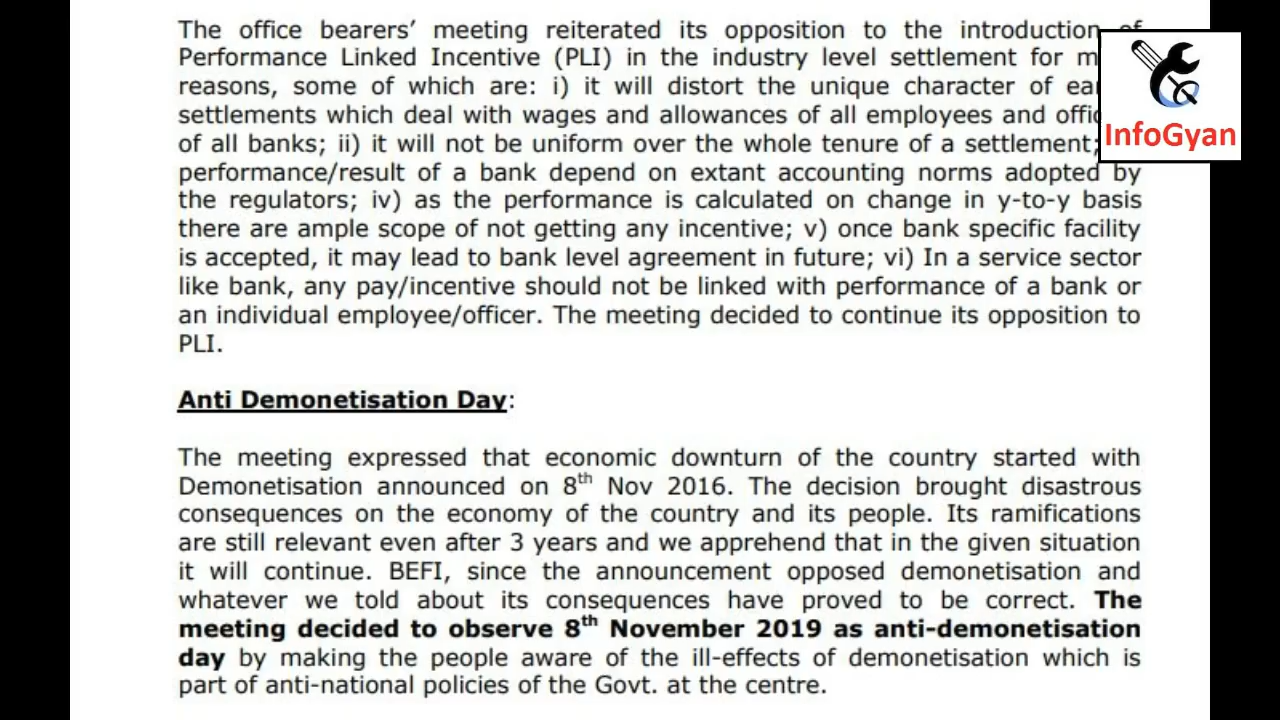 The office bearers’ meeting reiterated its opposition to the introduction of
Performance Linked Incentive (PLI) in the industry level settlement for
reasons, some of which are: i) it will distort the unique character of
settlements which deal with wages and allowances of all employees and
of all banks; ii) it will not be uniform over the whole tenure of a settlement;
performance/result of a bank depend on extant accounting norms adopted by
the regulators; iv) as the performance is calculated on change in y-to-y basis
there are ample scope of not getting any incentive; v) once bank specific facility
is accepted, it may lead to bank level agreement in future; vi) In a service sector
like bank, any pay/incentive should not be linked with performance of a bank or
an individual employee/officer. The meeting decided to continue its opposition to
PLI.
InfoGyan
Anti Demonetisation Day:
The meeting expressed that economic downturn of the country started with
Demonetisation announced on 8th Nov 2016. The decision brought disastrous
consequences on the economy of the country and its people. Its ramifications
are still relevant even after 3 years and we apprehend that in the given situation
it will continue. BEFI, since the announcement opposed demonetisation and
whatever we told about its consequences have proved to be correct. The
meeting decided to observe 8th November 2019 as anti-demonetisation
day by making the people aware of the ill-effects of demonetisation which is
part of anti-national policies of the Govt. at the centre.